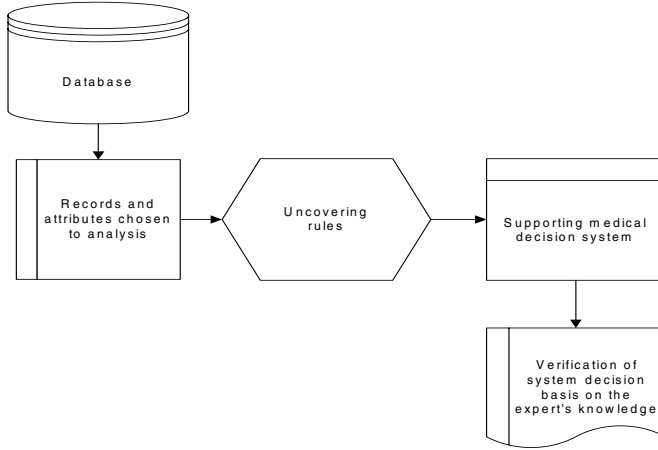 Database
Records and
attributes chosen
to analysis
Uncovering
rules
Supporting medical
decision system
Verification of
system decision
basis on the
expert's knowledge